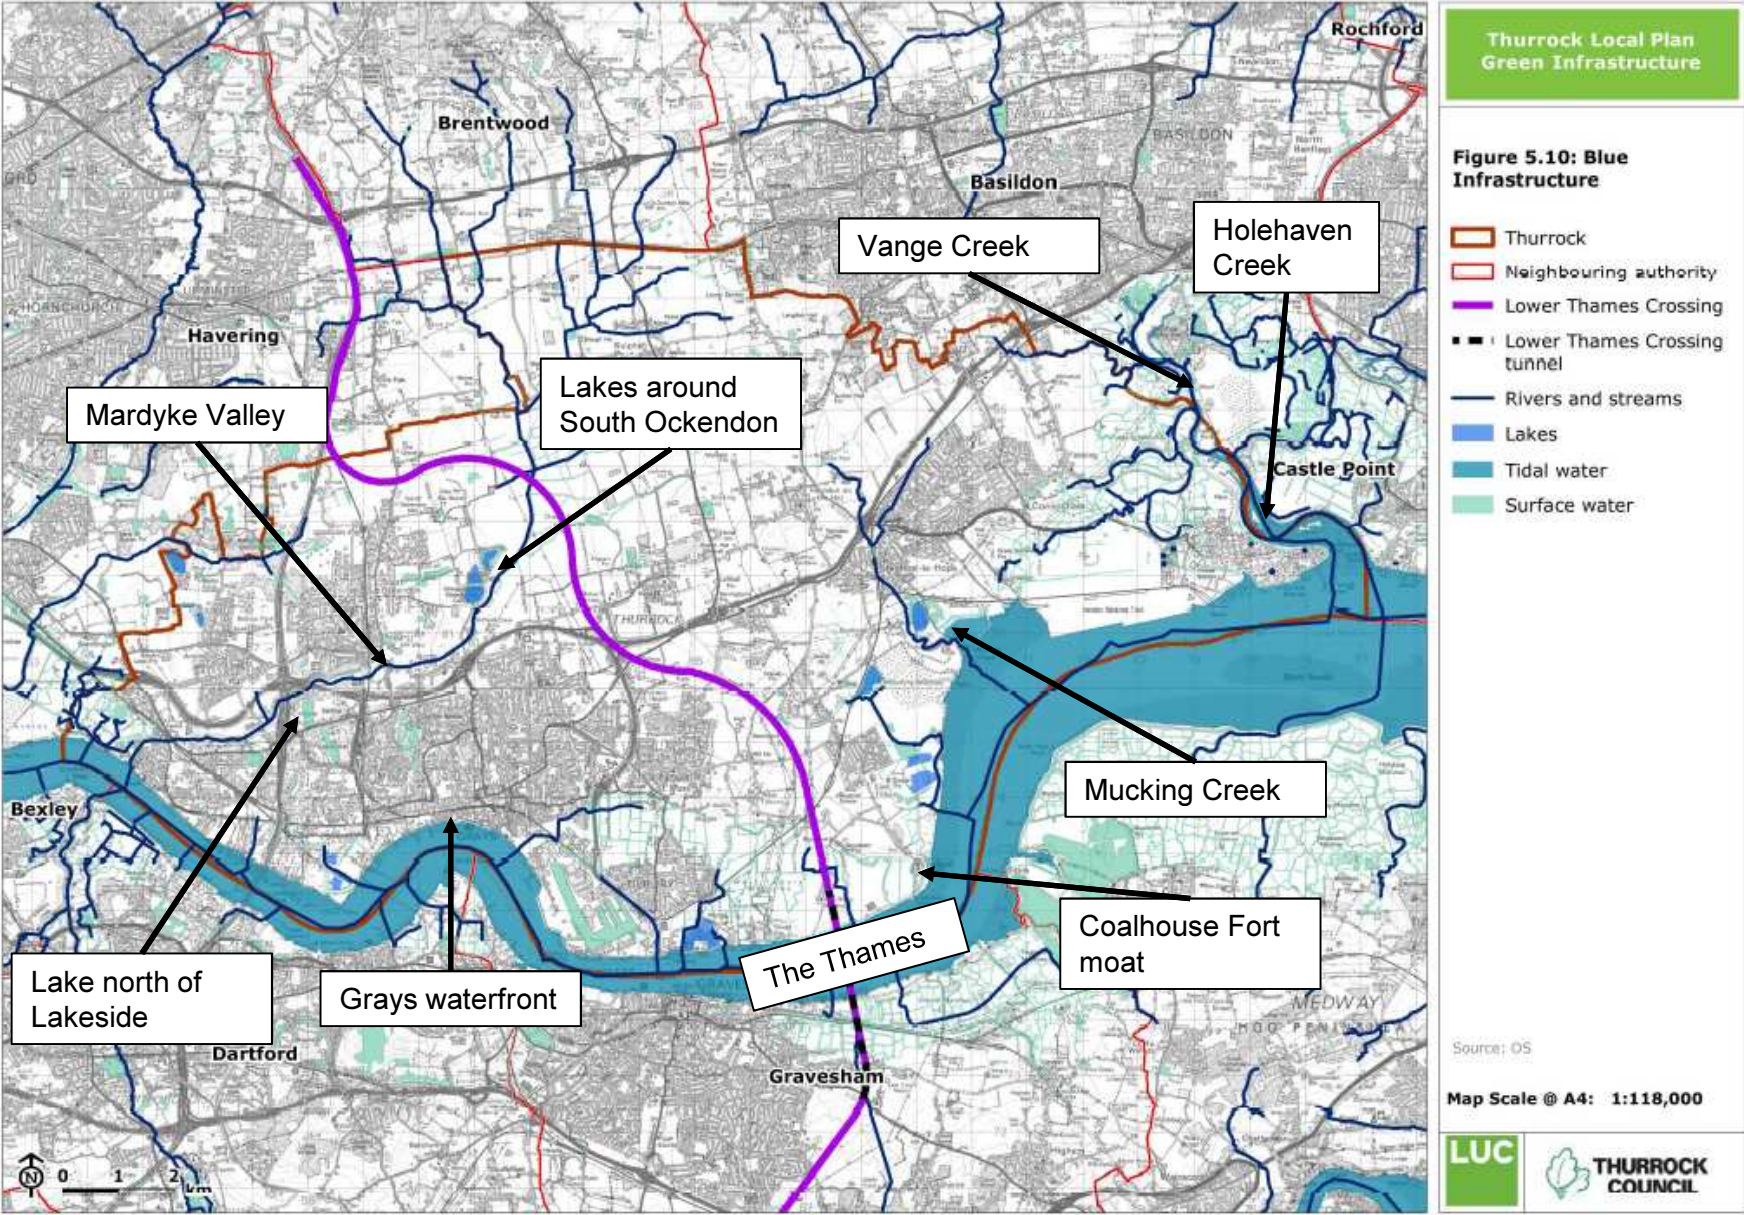 Rochford
Brentwood
BASILDON
Basildon
Vange Creek
Holehaven
Creek
HORNCHURCH
UPMINSTER
Havering
Mardyke Valley
Lakes around
South Ockendon
Castle Point
THURROCK
Mucking Creek
Bexley
Coalhouse Fort
moat
The Thames
Lake north of
Lakeside
Grays waterfront
MEDWAY
Dartford
Gravesham
N
0 1 2
km
Thurrock Local Plan
Green Infrastructure
Figure 5.10: Blue
Infrastructure
Thurrock
Neighbouring authority
Lower Thames Crossing
Lower Thames Crossing
tunnel
Rivers and streams
Lakes
Tidal water
Surface water
Source: OS
Map Scale @ A4: 1:118,000
LUC
THURROCK
COUNCIL